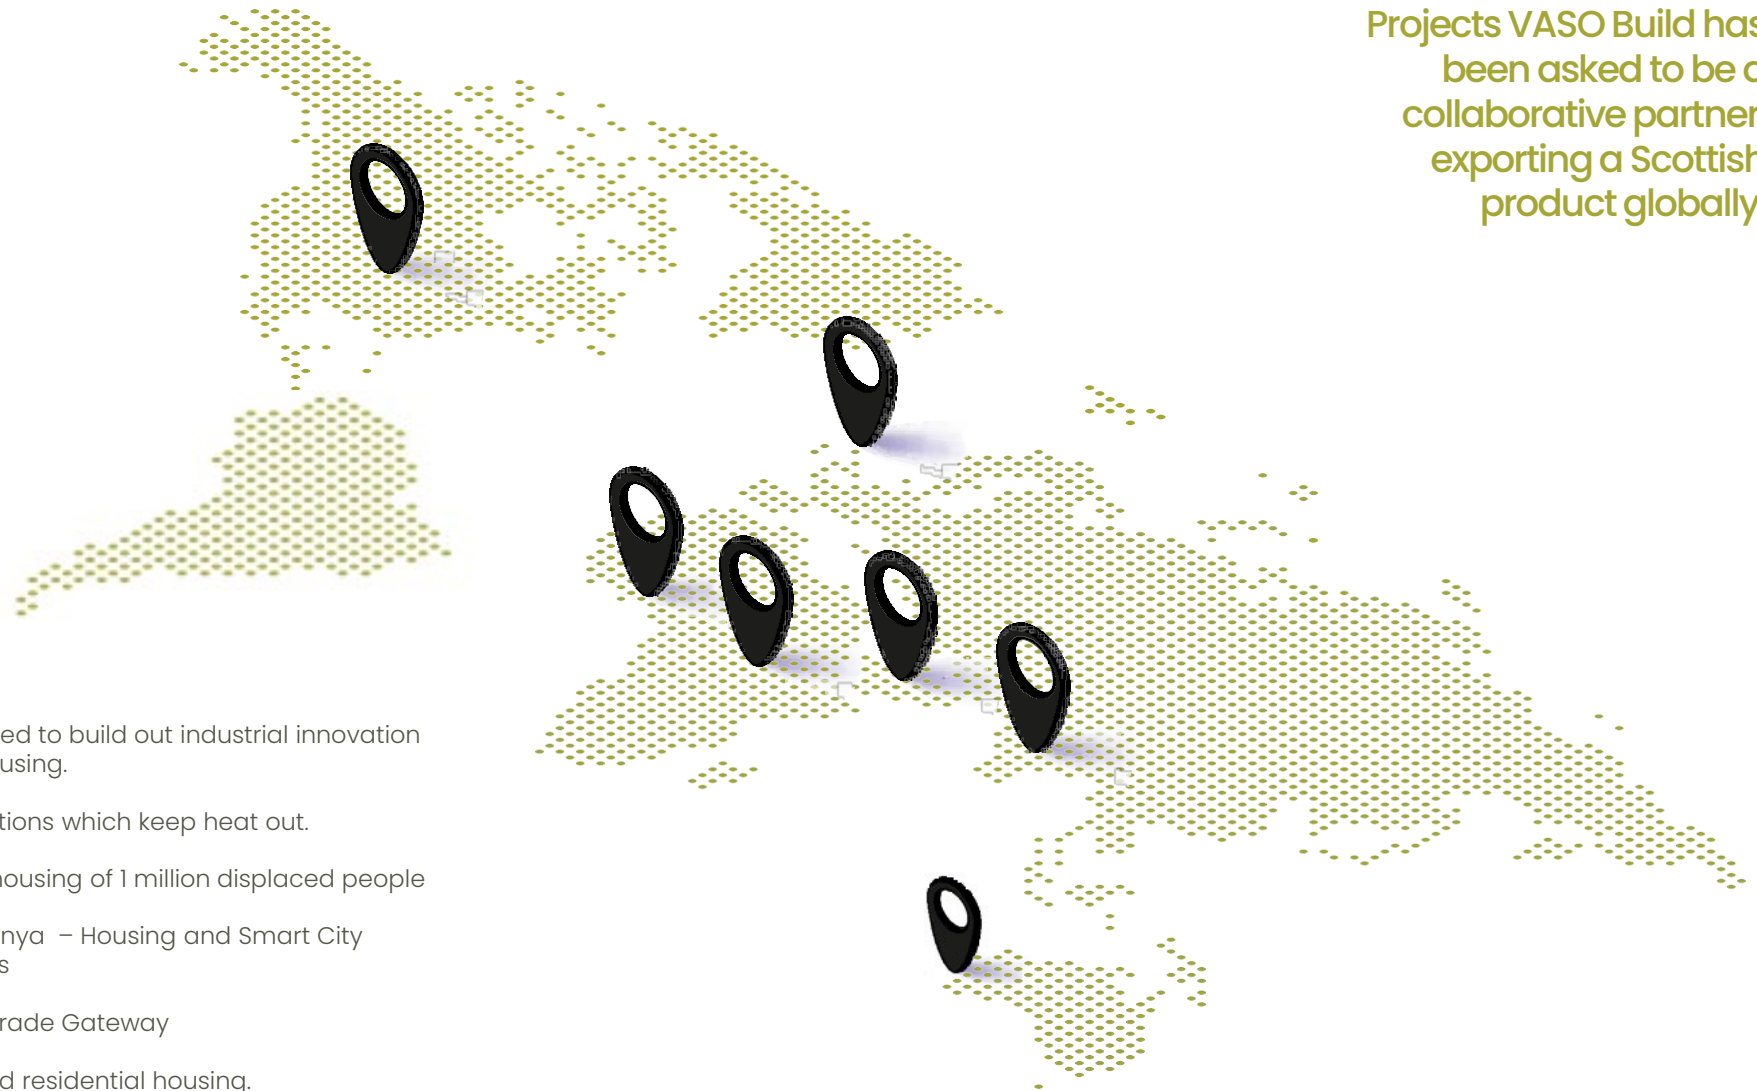 Projects VASO Build has
been asked to be a
collaborative partner
exporting a Scottish
product globally
ed to build out industrial innovation
using.
tions which keep heat out.
housing of 1 million displaced people
nya – Housing and Smart City
s
rade Gateway
d residential housing.